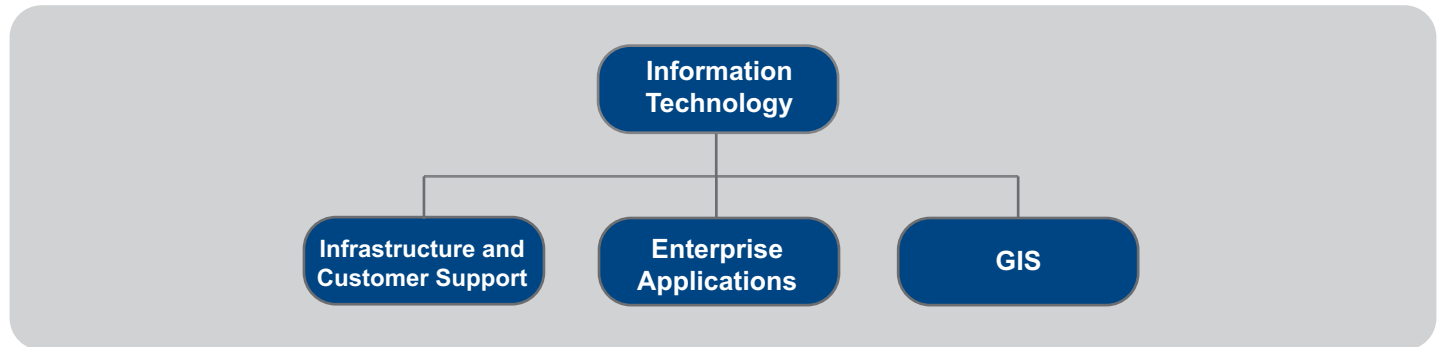 Information
Technology
Infrastructure and
Customer Support
Enterprise
Applications
GIS